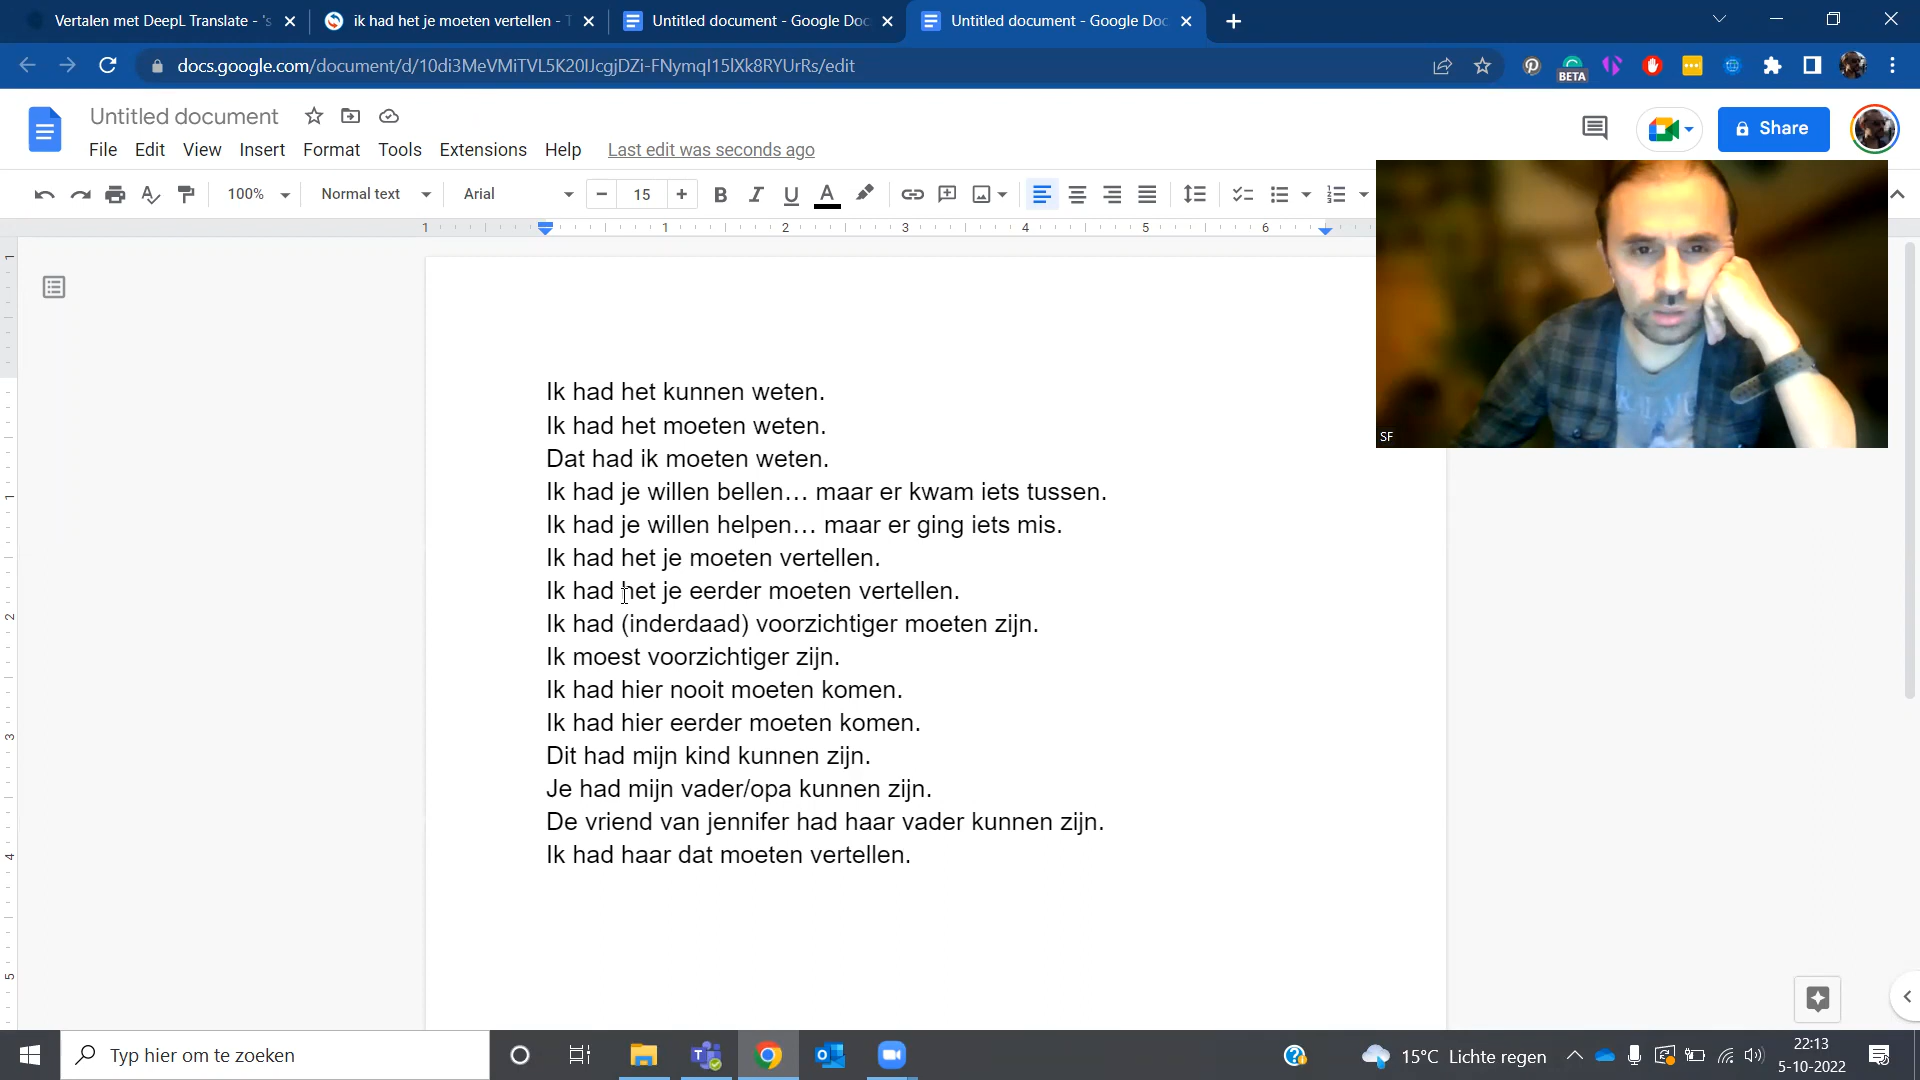 Vertalen met DeepL Translate - 's
ik had het je moeten vertellen - T
Untitled document - Google Doc
Untitled document - Google Doc
docs.google.com/document/d/10di3MeVMiTVL5K20IJcgjDZi-FNymqI15lXk8RYUrRs/edit
BETA
Untitled document
Share
File Edit View Insert Format Tools Extensions Help Last edit was seconds ago
100% Normal text Arial 15
1 1 2 3 4 5 6
Ik had het kunnen weten.
Ik had het moeten weten.
Dat had ik moeten weten.
Ik had je willen bellen… maar er kwam iets tussen.
Ik had je willen helpen… maar er ging iets mis.
Ik had het je moeten vertellen.
Ik had het je eerder moeten vertellen.
Ik had (inderdaad) voorzichtiger moeten zijn.
Ik moest voorzichtiger zijn.
Ik had hier nooit moeten komen.
Ik had hier eerder moeten komen.
Dit had mijn kind kunnen zijn.
Je had mijn vader/opa kunnen zijn.
De vriend van jennifer had haar vader kunnen zijn.
Ik had haar dat moeten vertellen.
SF
Typ hier om te zoeken
15°C Lichte regen
22:13
5-10-2022